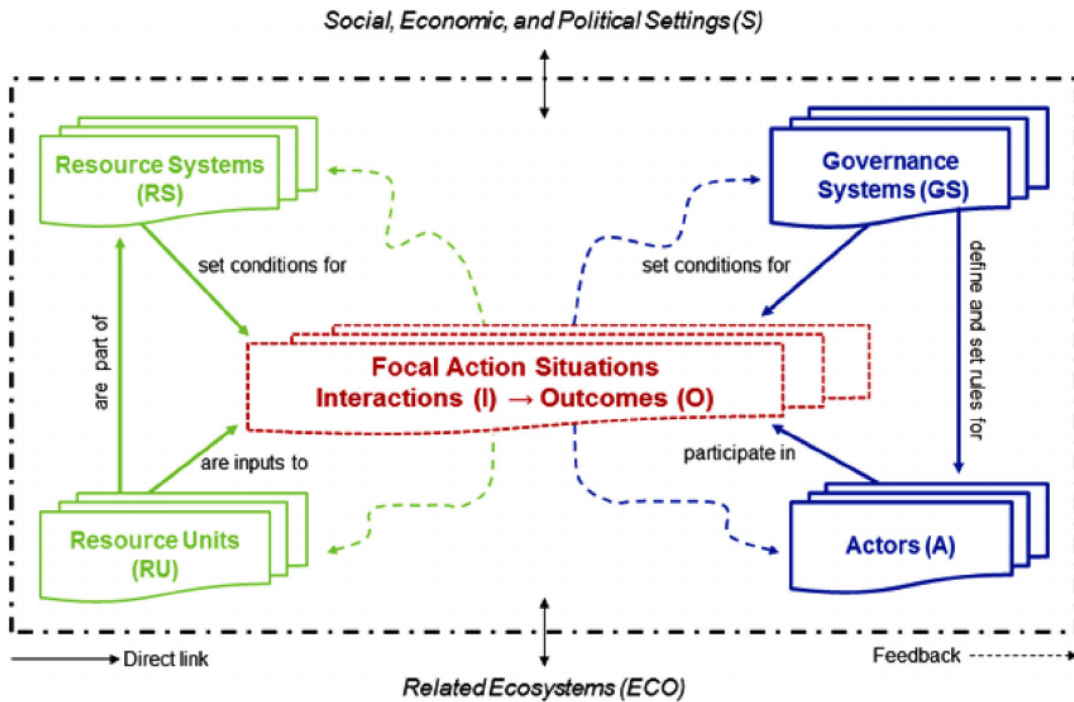 Social, Economic, and Political Settings (S)
Resource Systems
(RS)
Governance
Systems (GS)
set conditions for
set conditions for
are part of
define and set rules for
Focal Action Situations
Interactions (I) → Outcomes (O)
are inputs to
participate in
Resource Units
(RU)
Actors (A)
Direct link
Feedback
Related Ecosystems (ECO)